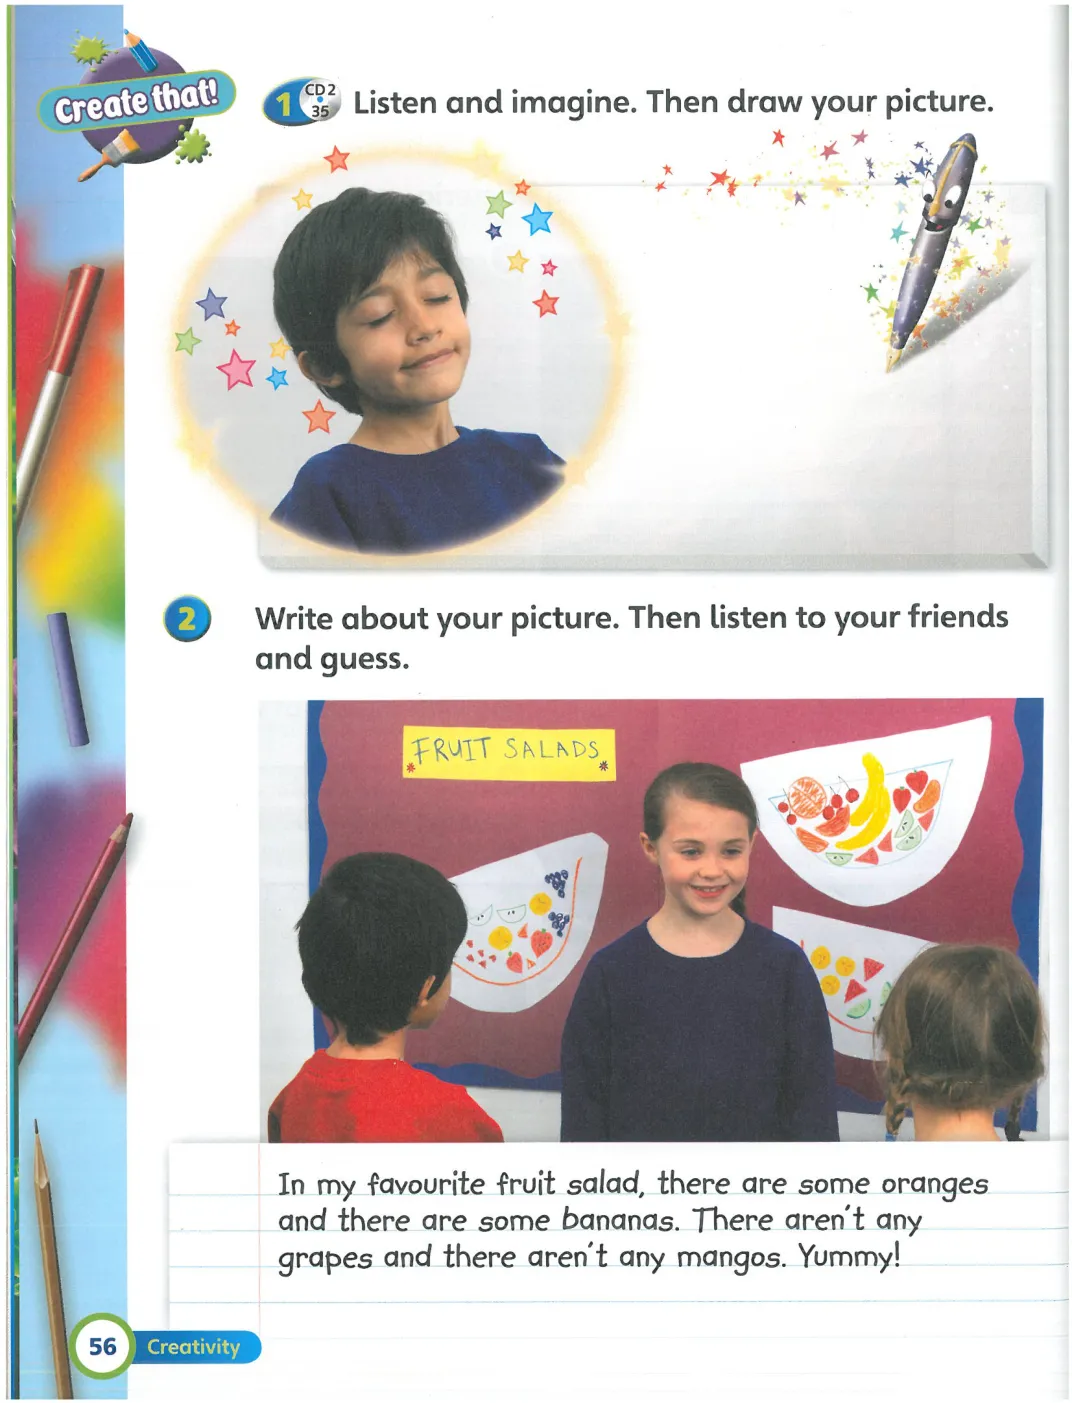 Create that!
1 CD2 35 Listen and imagine. Then draw your picture.
2 Write about your picture. Then listen to your friends
and guess.
FRUIT SALADS
In my favourite fruit salad, there are some oranges
and there are some bananas. There aren't any
grapes and there aren't any mangos. Yummy!
56 Creativity